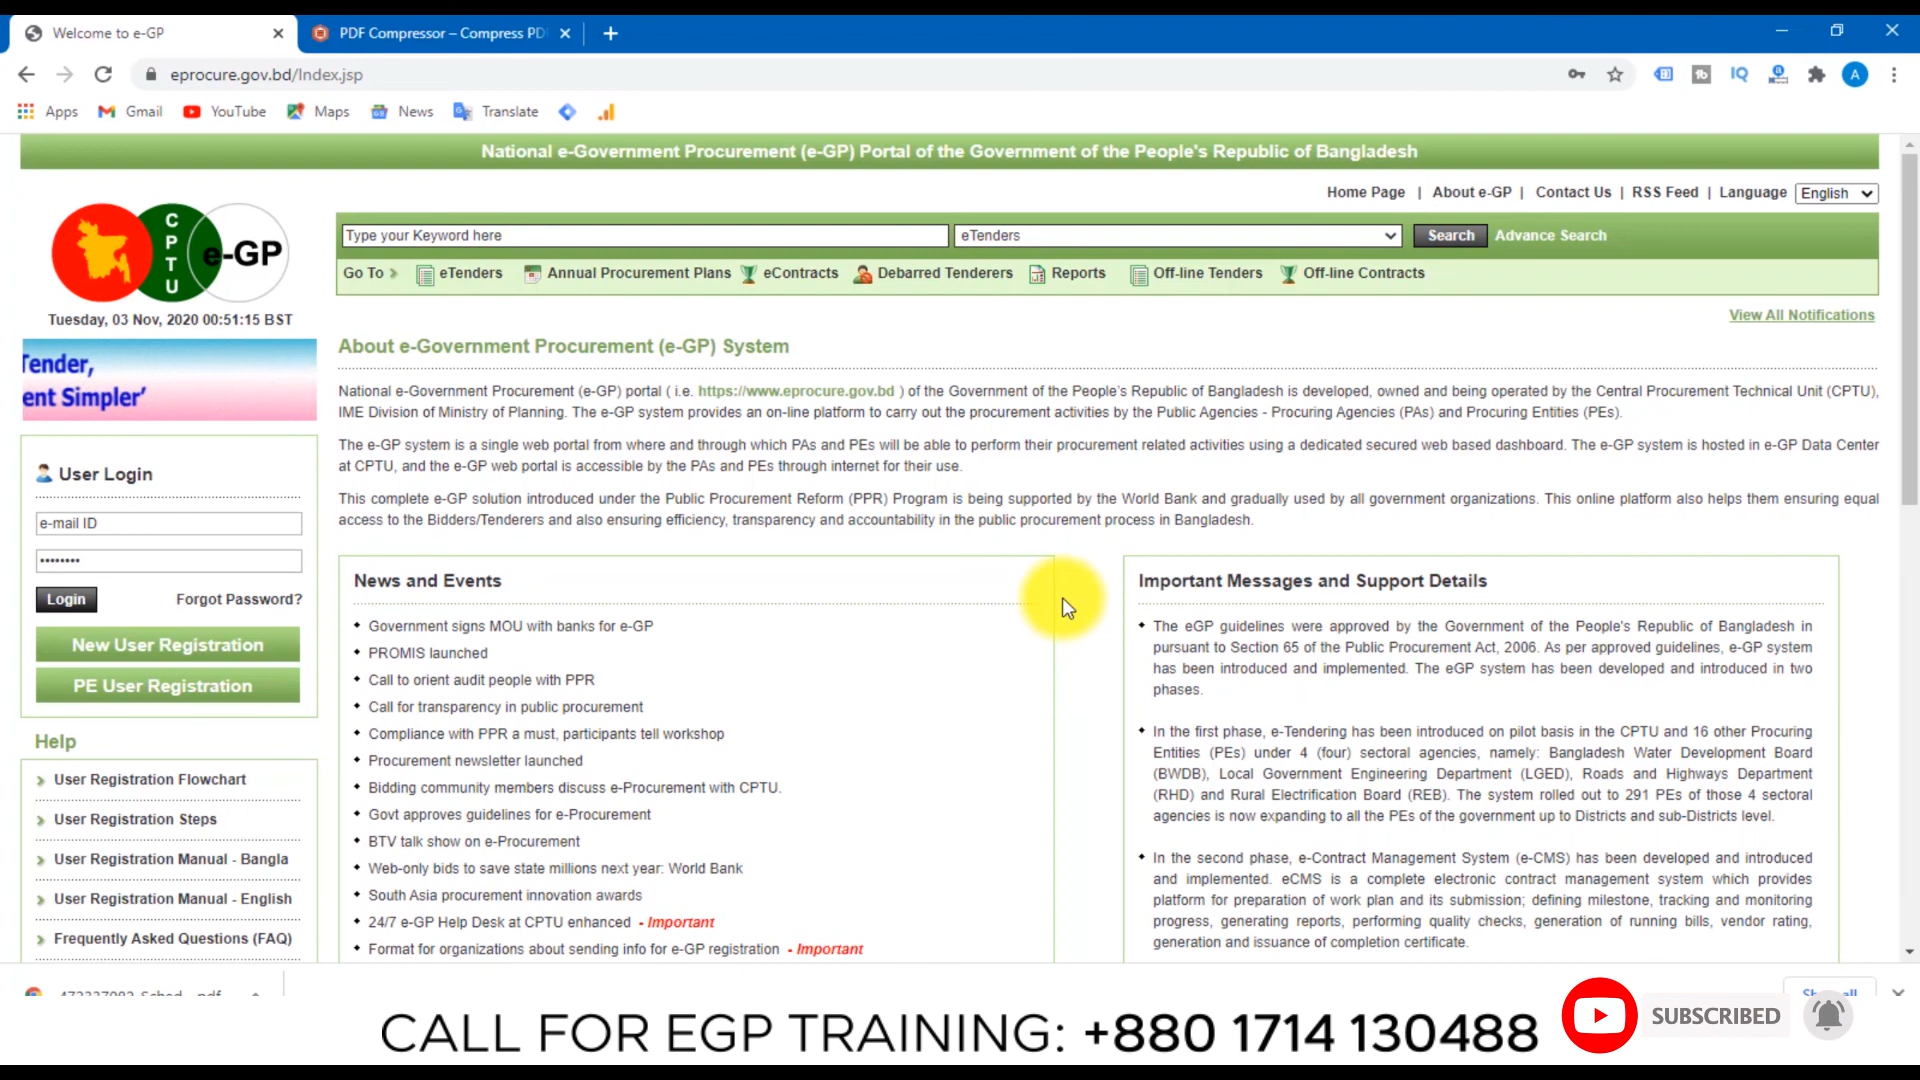 Welcome to e-GP
PDF Compressor – Compress PD
eprocure.gov.bd/Index.jsp
A
Apps
Gmail
YouTube
Maps
News
Translate
National e-Government Procurement (e-GP) Portal of the Government of the People's Republic of Bangladesh
Home Page | About e-GP | Contact Us | RSS Feed | Language English
CPTU
e-GP
Tuesday, 03 Nov, 2020 00:51:15 BST
Type your Keyword here
eTenders
Search
Advance Search
Go To
eTenders
Annual Procurement Plans
eContracts
Debarred Tenderers
Reports
Off-line Tenders
Off-line Contracts
View All Notifications
Tender,
ent Simpler'
User Login
e-mail ID
Login
Forgot Password?
New User Registration
PE User Registration
Help
User Registration Flowchart
User Registration Steps
User Registration Manual - Bangla
User Registration Manual - English
Frequently Asked Questions (FAQ)
About e-Government Procurement (e-GP) System
National e-Government Procurement (e-GP) portal ( i.e. https://www.eprocure.gov.bd ) of the Government of the People's Republic of Bangladesh is developed, owned and being operated by the Central Procurement Technical Unit (CPTU),
IME Division of Ministry of Planning. The e-GP system provides an on-line platform to carry out the procurement activities by the Public Agencies - Procuring Agencies (PAs) and Procuring Entities (PEs).
The e-GP system is a single web portal from where and through which PAs and PEs will be able to perform their procurement related activities using a dedicated secured web based dashboard. The e-GP system is hosted in e-GP Data Center
at CPTU, and the e-GP web portal is accessible by the PAs and PEs through internet for their use.
This complete e-GP solution introduced under the Public Procurement Reform (PPR) Program is being supported by the World Bank and gradually used by all government organizations. This online platform also helps them ensuring equal
access to the Bidders/Tenderers and also ensuring efficiency, transparency and accountability in the public procurement process in Bangladesh.
News and Events
Government signs MOU with banks for e-GP
PROMIS launched
Call to orient audit people with PPR
Call for transparency in public procurement
Compliance with PPR a must, participants tell workshop
Procurement newsletter launched
Bidding community members discuss e-Procurement with CPTU.
Govt approves guidelines for e-Procurement
BTV talk show on e-Procurement
Web-only bids to save state millions next year: World Bank
South Asia procurement innovation awards
24/7 e-GP Help Desk at CPTU enhanced - Important
Format for organizations about sending info for e-GP registration - Important
Important Messages and Support Details
The eGP guidelines were approved by the Government of the People's Republic of Bangladesh in
pursuant to Section 65 of the Public Procurement Act, 2006. As per approved guidelines, e-GP system
has been introduced and implemented. The eGP system has been developed and introduced in two
phases.
In the first phase, e-Tendering has been introduced on pilot basis in the CPTU and 16 other Procuring
Entities (PEs) under 4 (four) sectoral agencies, namely: Bangladesh Water Development Board
(BWDB), Local Government Engineering Department (LGED), Roads and Highways Department
(RHD) and Rural Electrification Board (REB). The system rolled out to 291 PEs of those 4 sectoral
agencies is now expanding to all the PEs of the government up to Districts and sub-Districts level.
In the second phase, e-Contract Management System (e-CMS) has been developed and introduced
and implemented. eCMS is a complete electronic contract management system which provides
platform for preparation of work plan and its submission; defining milestone, tracking and monitoring
progress, generating reports, performing quality checks, generation of running bills, vendor rating,
generation and issuance of completion certificate.
CALL FOR EGP TRAINING: +880 1714 130488
SUBSCRIBED